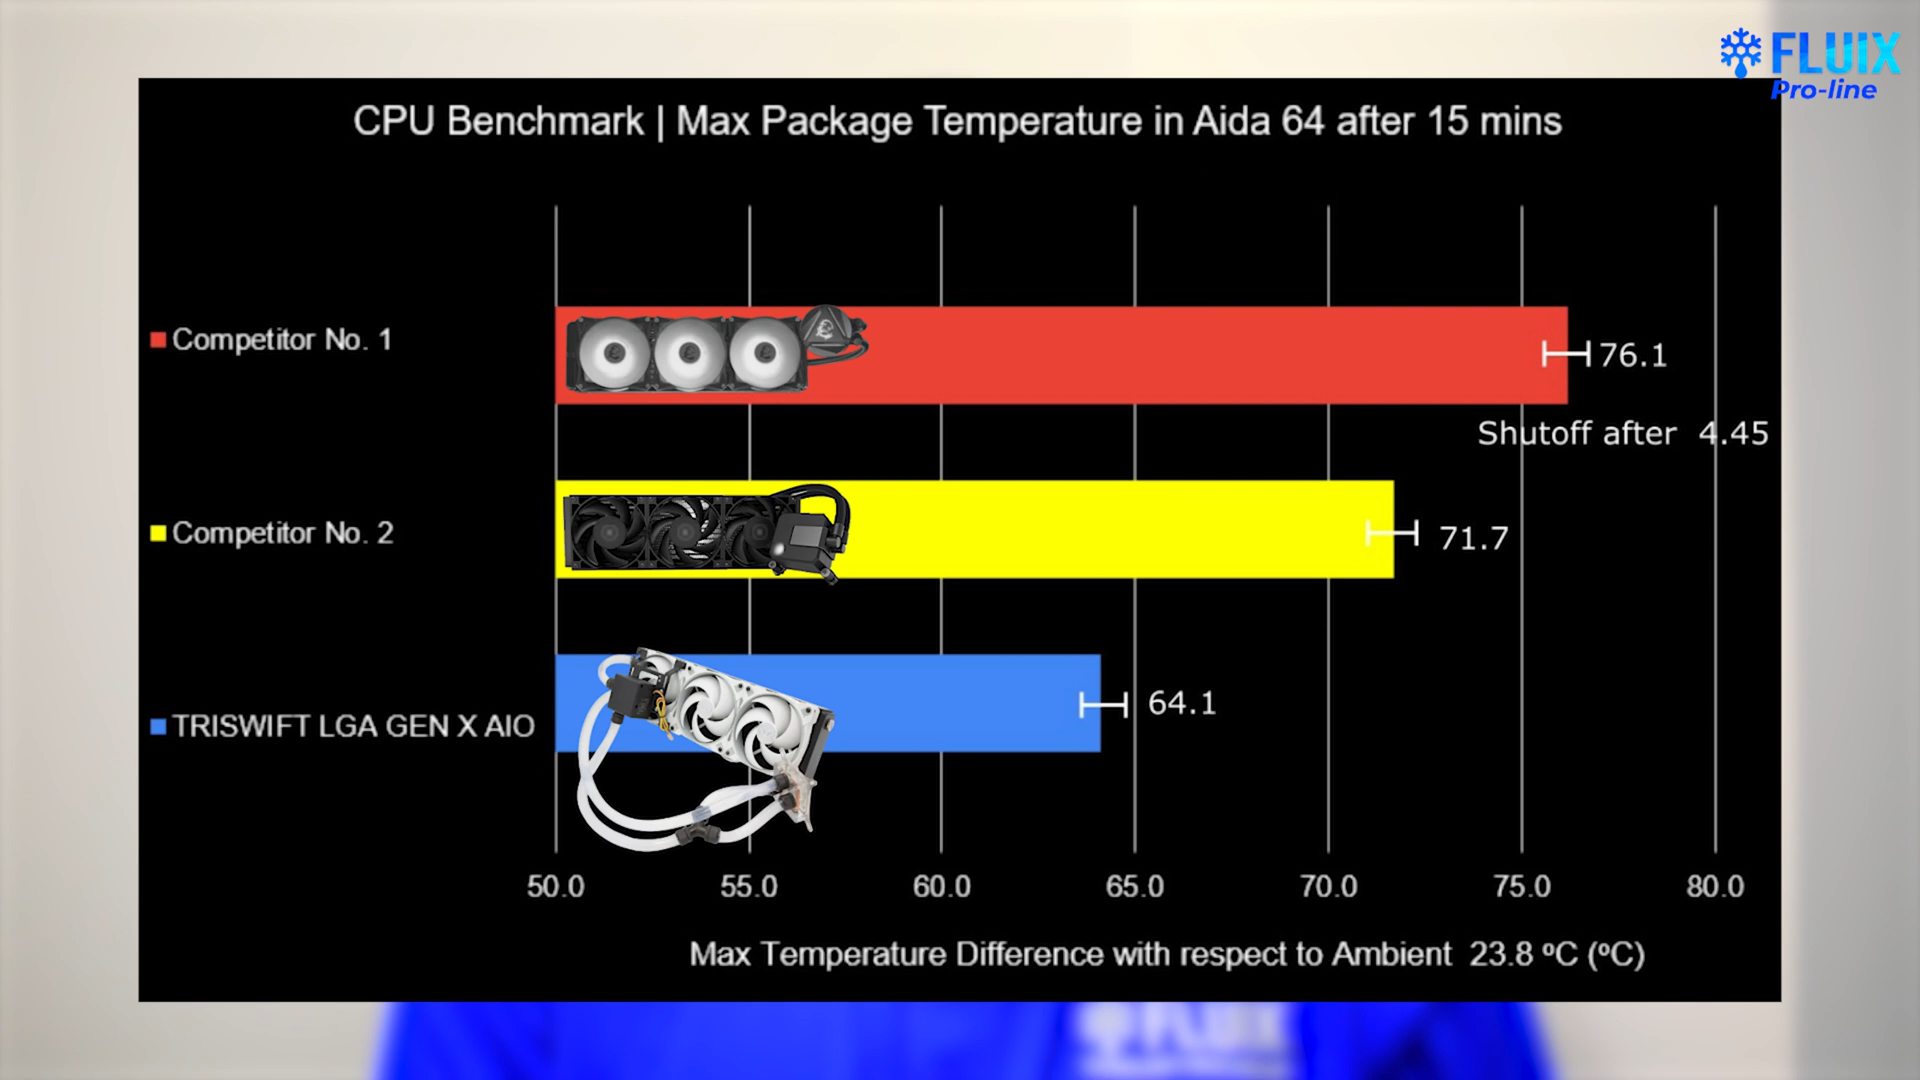 FLUIX
Pro-line
CPU Benchmark | Max Package Temperature in Aida 64 after 15 mins
Competitor No. 1
76.1
Shutoff after 4.45
Competitor No. 2
71.7
TRISWIFT LGA GEN X AIO
64.1
50.0 55.0 60.0 65.0 70.0 75.0 80.0
Max Temperature Difference with respect to Ambient 23.8 ºC (ºC)